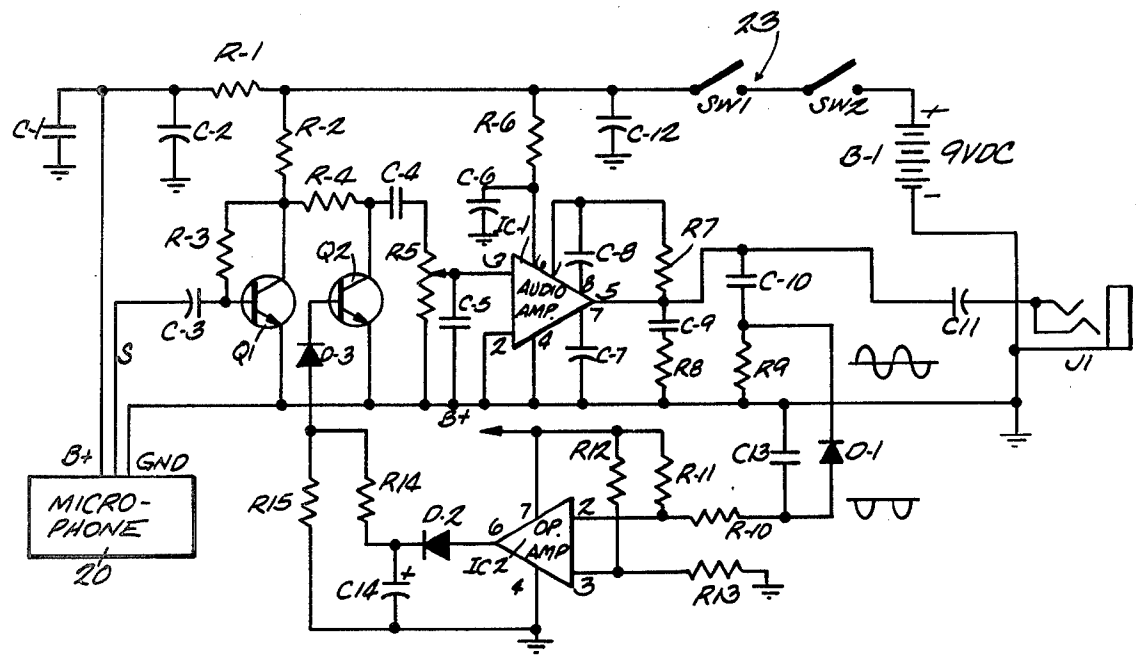 23
R-1
SW1
SW2
C-1
C-2
R-2
R-6
C-12
+
B-1
9VDC
-
R-4
C-4
C-6
IC-1
R-3
Q2
R5
3
6
1
C-8
R7
8
AUDIO
AMP.
5
7
C-10
C-3
Q1
D-3
C-5
2
4
C-9
C-7
R8
R9
C11
J1
S
B+
B+
GND
MICRO-
PHONE
20
R15
R14
R12
R-11
C13
D-1
D-2
6
7
2
OP.
AMP
IC2
R-10
4
3
C14
+
R13